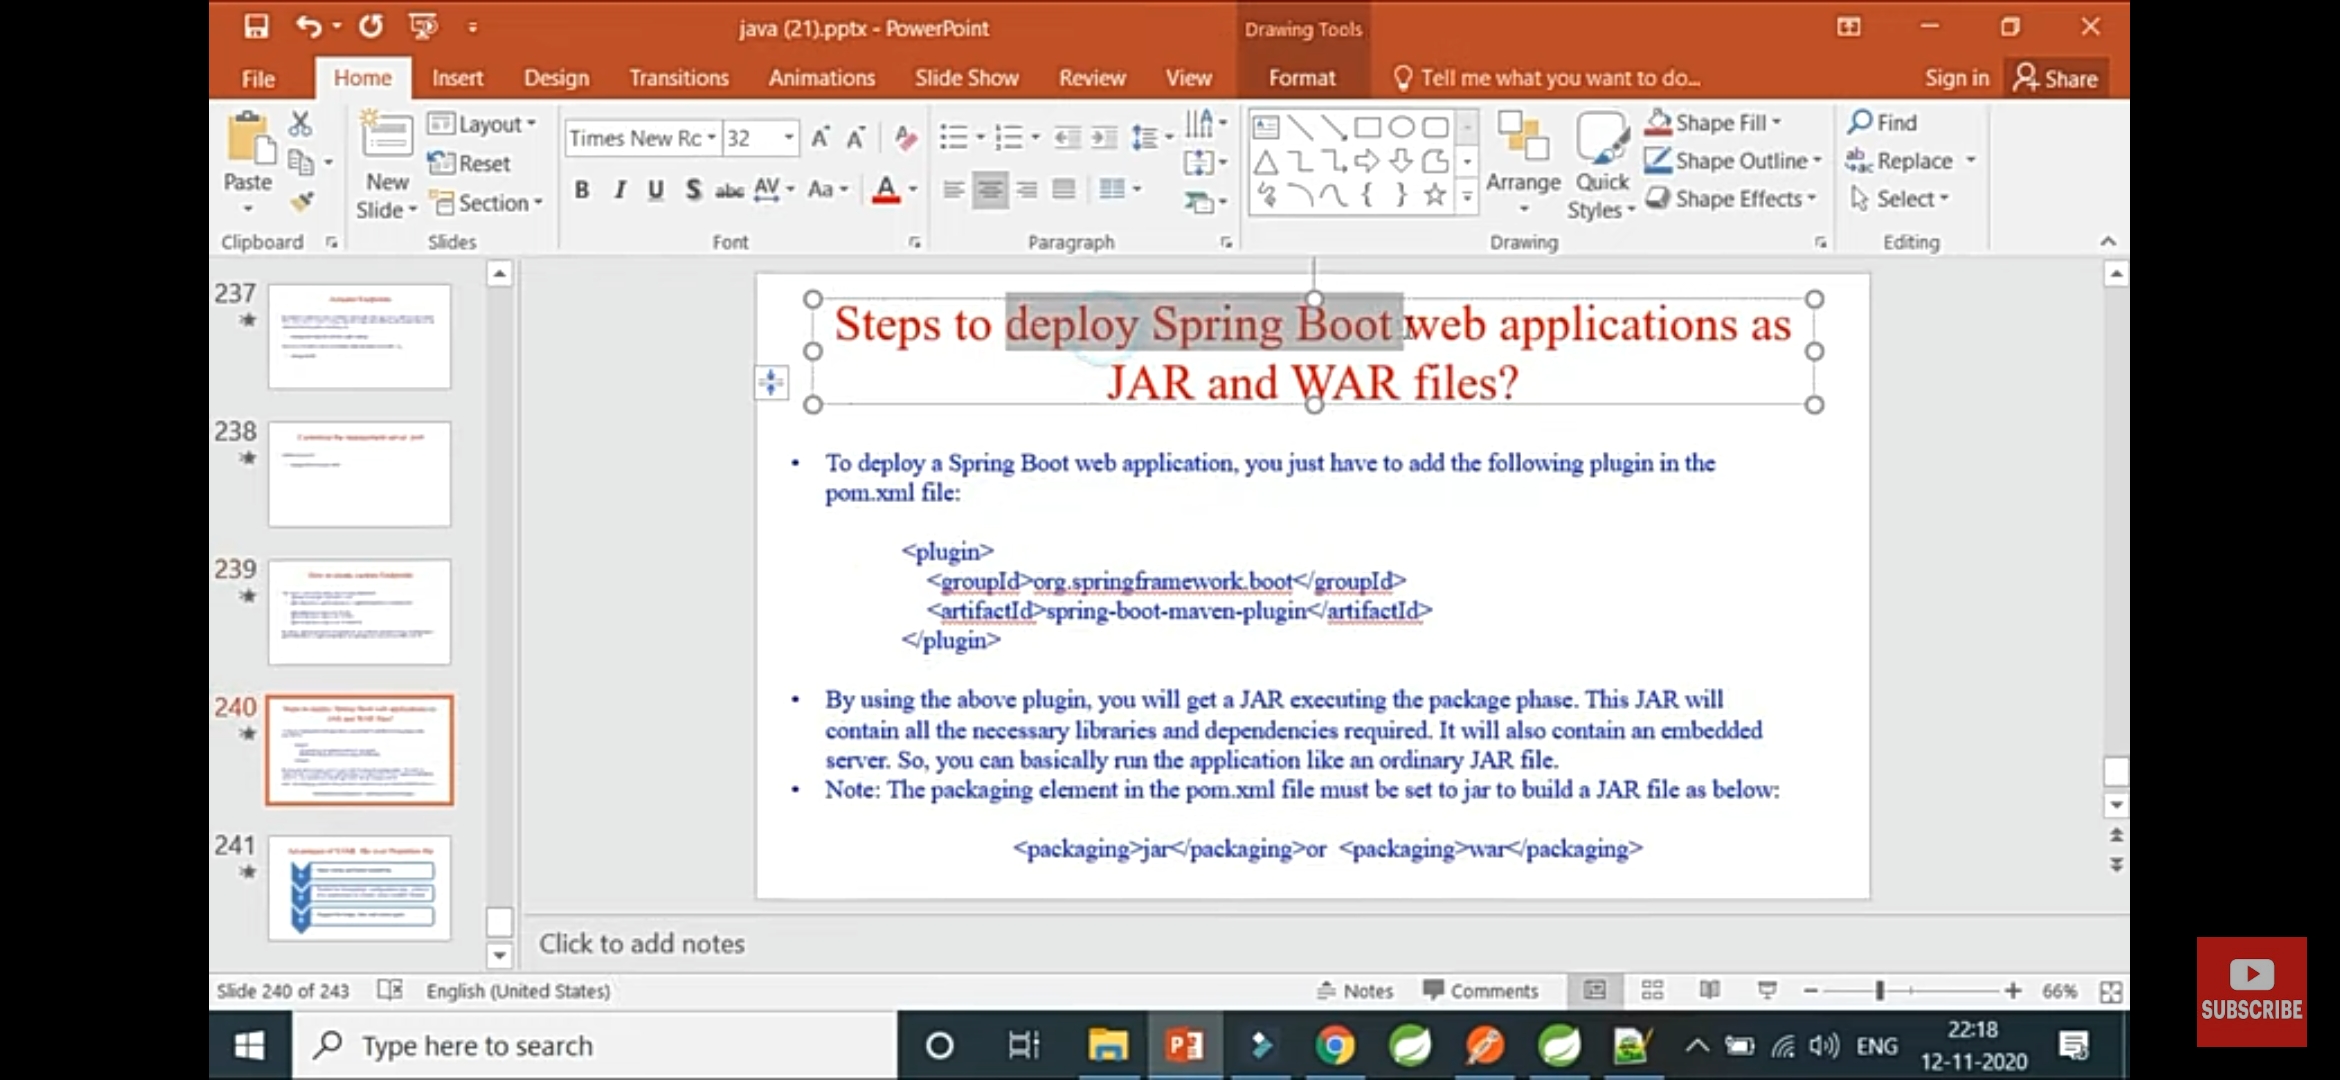 java (21).pptx - PowerPoint
Drawing Tools
File Home Insert Design Transitions Animations Slide Show Review View Format Tell me what you want to do... Sign in Share
Paste
New Slide
Layout
Reset
Section
Times New Rc 32
B I U S abc AV Aa A
Arrange
Quick Styles
Shape Fill
Shape Outline
Shape Effects
Find
Replace
Select
Clipboard Slides Font Paragraph Drawing Editing
237
238
239
240
241
Steps to deploy Spring Boot web applications as
JAR and WAR files?
• To deploy a Spring Boot web application, you just have to add the following plugin in the
pom.xml file:
<plugin>
<groupId>org.springframework.boot</groupId>
<artifactId>spring-boot-maven-plugin</artifactId>
</plugin>
• By using the above plugin, you will get a JAR executing the package phase. This JAR will
contain all the necessary libraries and dependencies required. It will also contain an embedded
server. So, you can basically run the application like an ordinary JAR file.
• Note: The packaging element in the pom.xml file must be set to jar to build a JAR file as below:
<packaging>jar</packaging>or <packaging>war</packaging>
Click to add notes
Slide 240 of 243 English (United States) Notes Comments 66%
Type here to search
ENG
22:18
12-11-2020
SUBSCRIBE